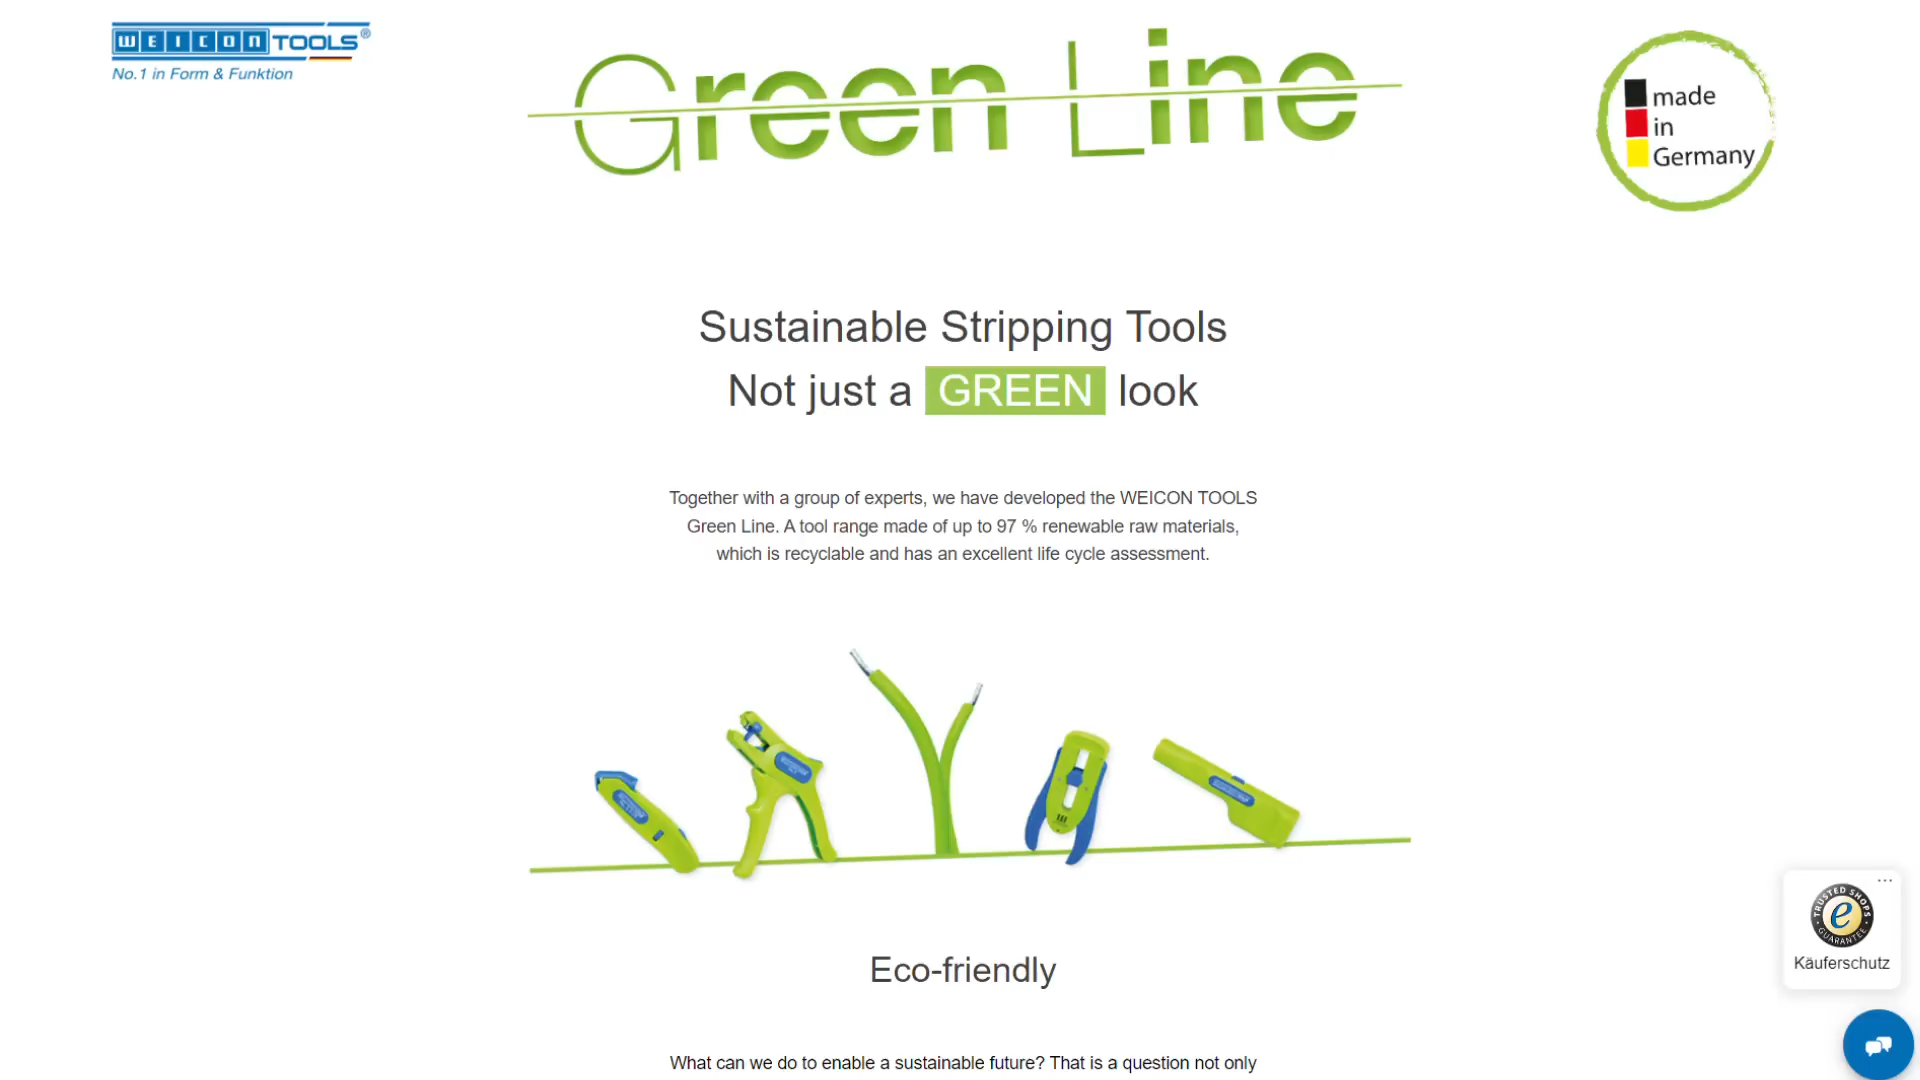 WEICON TOOLS®
No.1 in Form & Funktion
Green Line
made
in
Germany
Sustainable Stripping Tools
Not just a GREEN look
Together with a group of experts, we have developed the WEICON TOOLS
Green Line. A tool range made of up to 97 % renewable raw materials,
which is recyclable and has an excellent life cycle assessment.
Eco-friendly
What can we do to enable a sustainable future? That is a question not only
TRUSTED SHOPS
e
GUARANTEE
Käuferschutz